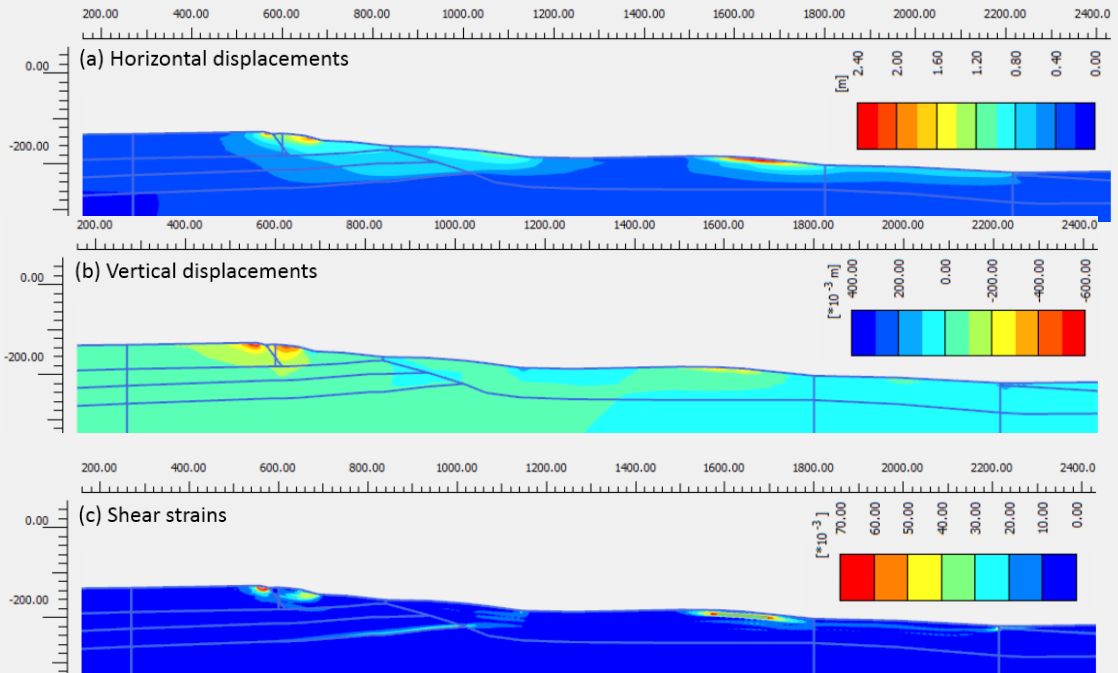 200.00 400.00 600.00 800.00 1000.00 1200.00 1400.00 1600.00 1800.00 2000.00 2200.00 2400.0
(a) Horizontal displacements
0.00
-200.00
[m]
2.40 2.00 1.60 1.20 0.80 0.40 0.00
200.00 400.00 600.00 800.00 1000.00 1200.00 1400.00 1600.00 1800.00 2000.00 2200.00 2400.0
(b) Vertical displacements
0.00
-200.00
[*10⁻³ m]
400.00 200.00 0.00 -200.00 -400.00 -600.00
200.00 400.00 600.00 800.00 1000.00 1200.00 1400.00 1600.00 1800.00 2000.00 2200.00 2400.0
(c) Shear strains
0.00
-200.00
[*10⁻³ ]
70.00 60.00 50.00 40.00 30.00 20.00 10.00 0.00